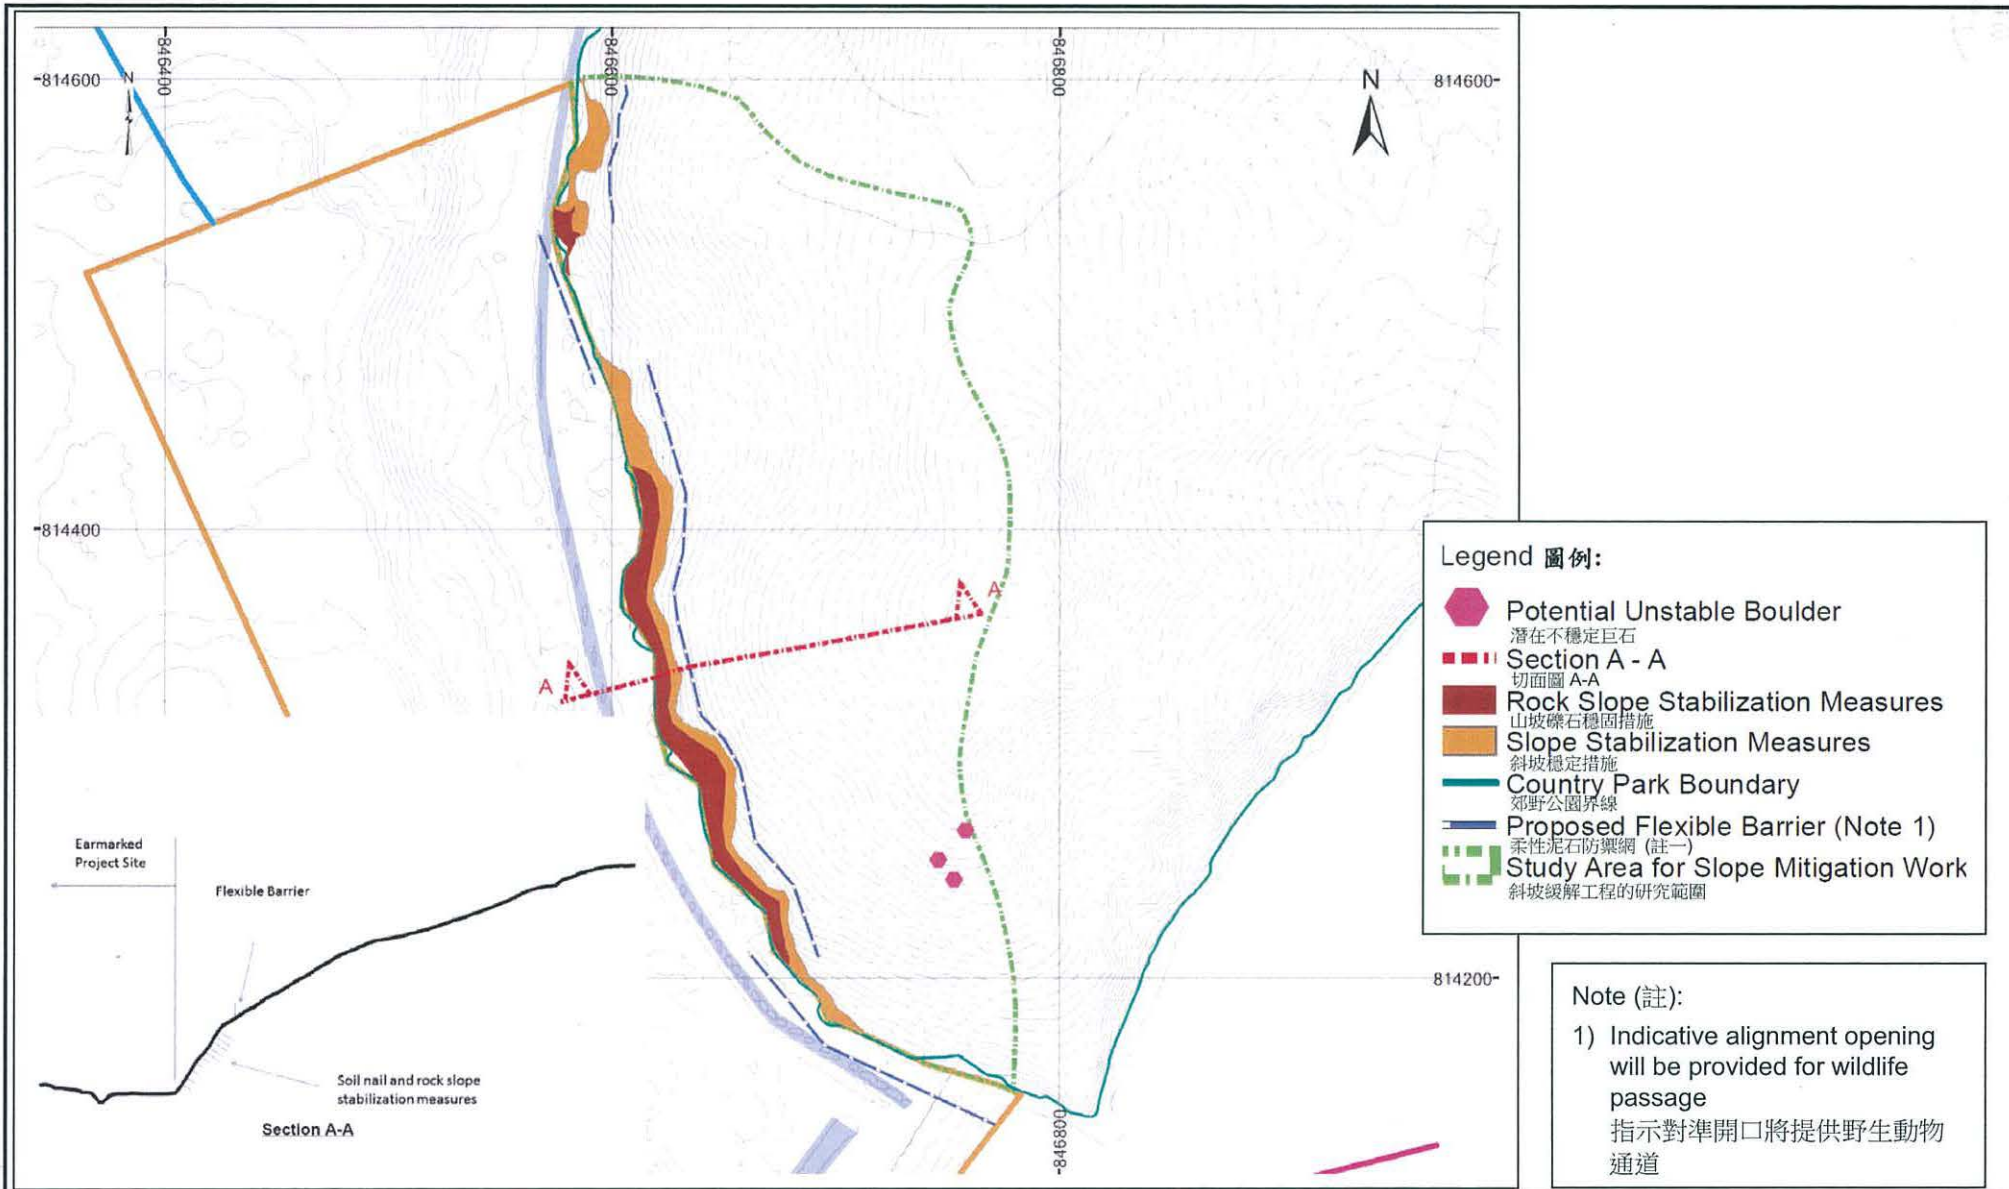 846400
846600
846800
814600
N
N
814600
814400
A
A
Earmarked
Project Site
Flexible Barrier
Soil nail and rock slope
stabilization measures
Section A-A
814200
846800
Legend 圖例:
Potential Unstable Boulder
潛在不穩定巨石
Section A - A
切面圖 A-A
Rock Slope Stabilization Measures
山坡礫石穩固措施
Slope Stabilization Measures
斜坡穩定措施
Country Park Boundary
郊野公園界線
Proposed Flexible Barrier (Note 1)
柔性泥石防禦網 (註一)
Study Area for Slope Mitigation Work
斜坡緩解工程的研究範圍
Note (註):
1) Indicative alignment opening
will be provided for wildlife
passage
指示對準開口將提供野生動物
通道